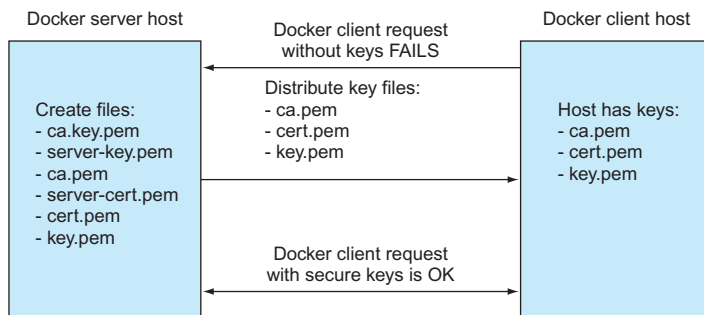 Docker server host
Docker client host
Docker client request
without keys FAILS
Create files:
- ca.key.pem
- server-key.pem
- ca.pem
- server-cert.pem
- cert.pem
- key.pem
Distribute key files:
- ca.pem
- cert.pem
- key.pem
Host has keys:
- ca.pem
- cert.pem
- key.pem
Docker client request
with secure keys is OK